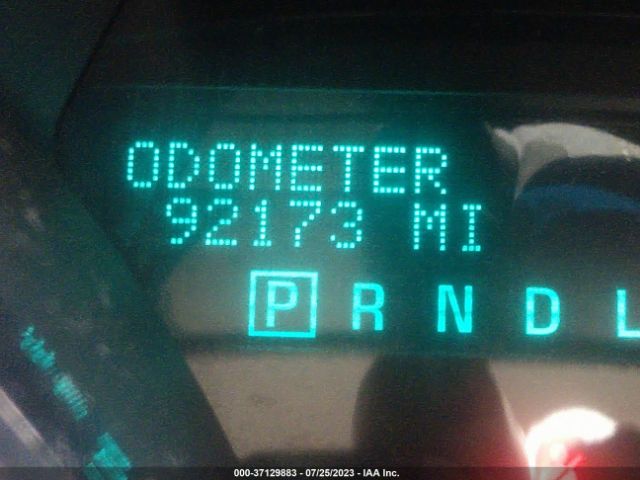 ODOMETER
92173 MI
P R N D L
000-37129883 - 07/25/2023 - IAA Inc.